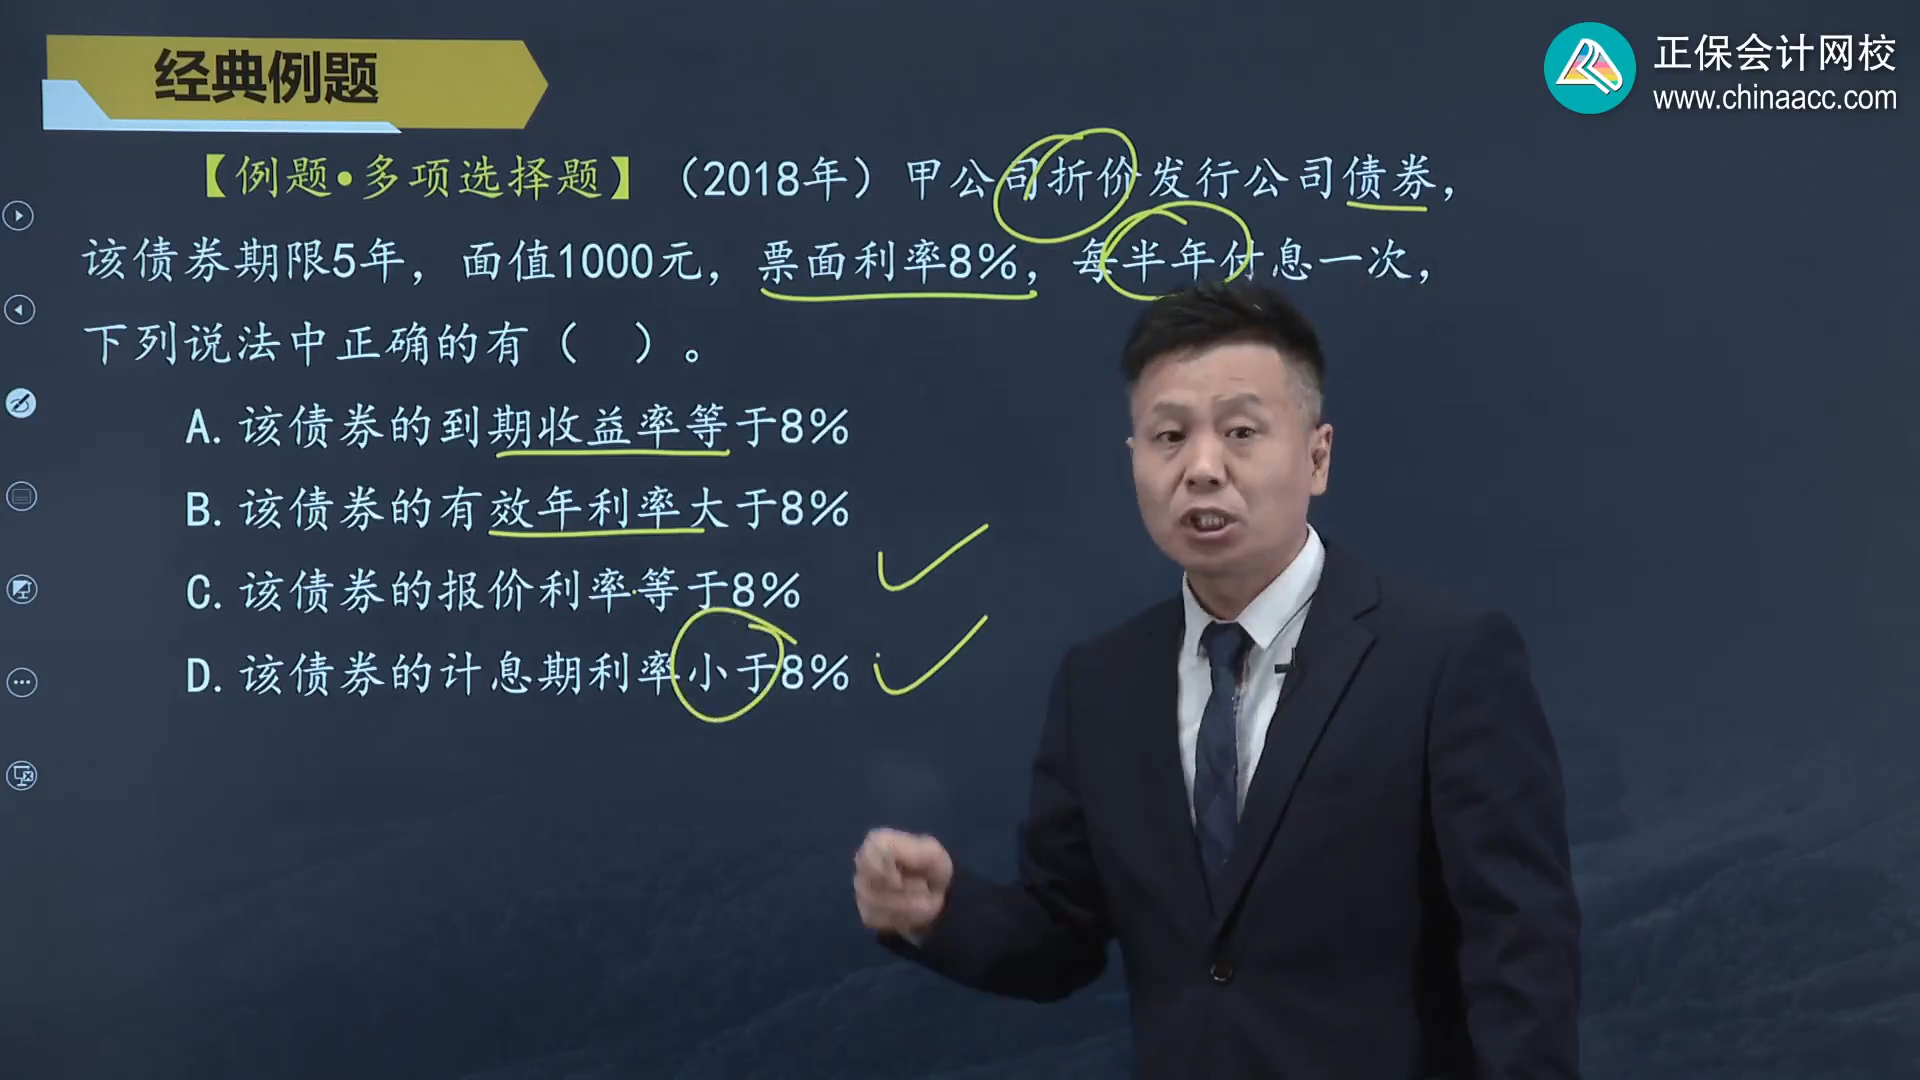 经典例题
正保会计网校
www.chinaacc.com
【例题•多项选择题】（2018年）甲公司折价发行公司债券，
该债券期限5年，面值1000元，票面利率8%，每半年付息一次，
下列说法中正确的有（ ）。
A. 该债券的到期收益率等于8%
B. 该债券的有效年利率大于8%
C. 该债券的报价利率等于8%
D. 该债券的计息期利率小于8%